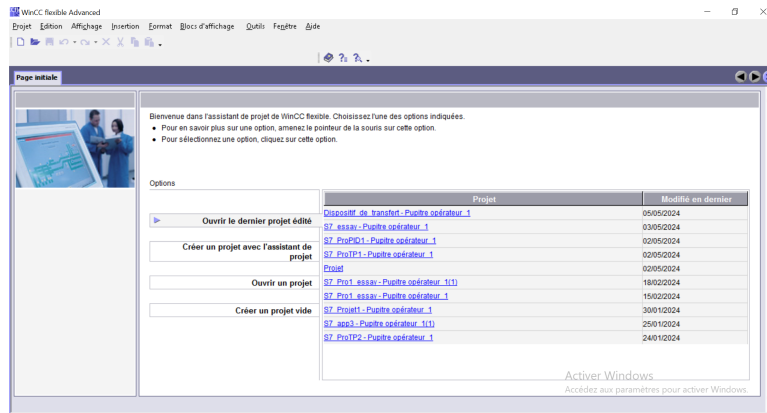 WinCC flexible Advanced
Projet Edition Affichage Insertion Format Blocs d'affichage Outils Fenêtre Aide
Page initiale
Bienvenue dans l'assistant de projet de WinCC flexible. Choisissez l'une des options indiquées.
• Pour en savoir plus sur une option, amenez le pointeur de la souris sur cette option.
• Pour sélectionnez une option, cliquez sur cette option.
Options
Projet Modifié en dernier
Ouvrir le dernier projet édité
Créer un projet avec l'assistant de projet
Ouvrir un projet
Créer un projet vide
Dispositif_de_transfert - Pupitre opérateur_1 05/05/2024
S7_essay - Pupitre opérateur_1 03/05/2024
S7_ProPID1 - Pupitre opérateur_1 02/05/2024
S7_ProTP1 - Pupitre opérateur_1 02/05/2024
Projet 02/05/2024
S7_Pro1_essay - Pupitre opérateur_1(1) 18/02/2024
S7_Pro1_essay - Pupitre opérateur_1 15/02/2024
S7_Projet1 - Pupitre opérateur_1 30/01/2024
S7_app3 - Pupitre opérateur_1(1) 25/01/2024
S7_ProTP2 - Pupitre opérateur_1 24/01/2024
Activer Windows
Accédez aux paramètres pour activer Windows.